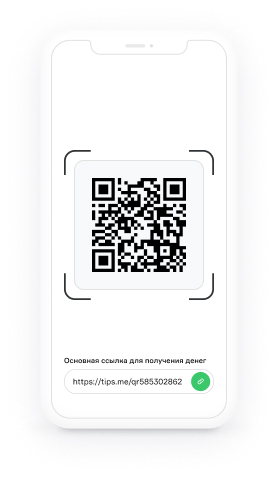 Основная ссылка для получения денег
https://tips.me/qr585302862